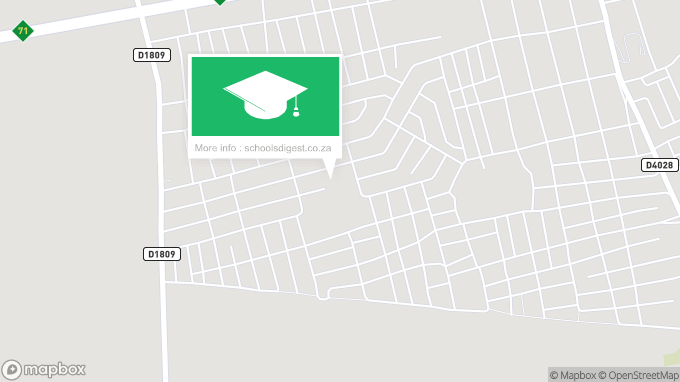 71
D1809
More info : schoolsdigest.co.za
D4028
D1809
mapbox
© Mapbox © OpenStreetMap